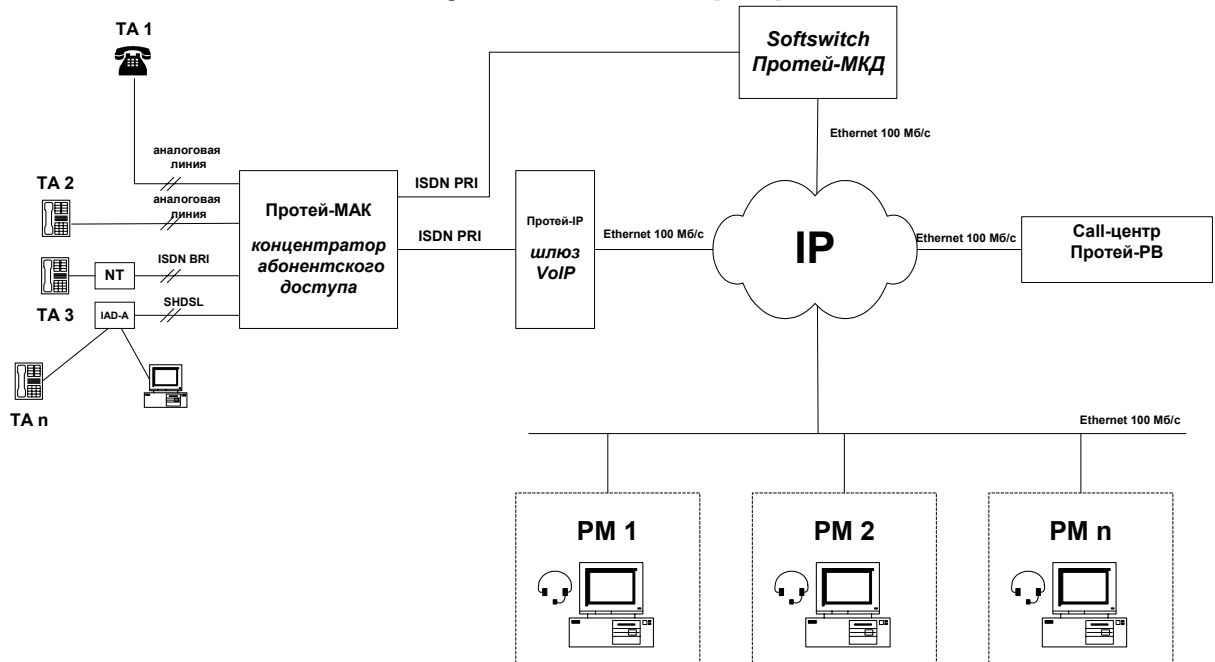 ТА 1
Softswitch
Протей-МКД
Ethernet 100 Мб/с
аналоговая
линия
ТА 2
аналоговая
линия
ISDN BRI
NT
ТА 3
SHDSL
IAD-A
ТА n
Протей-МАК
концентратор
абонентского
доступа
ISDN PRI
ISDN PRI
Протей-IP
шлюз
VoIP
Ethernet 100 Мб/с
IP
Ethernet 100 Мб/с
Call-центр
Протей-РВ
Ethernet 100 Мб/с
РМ 1
РМ 2
РМ n